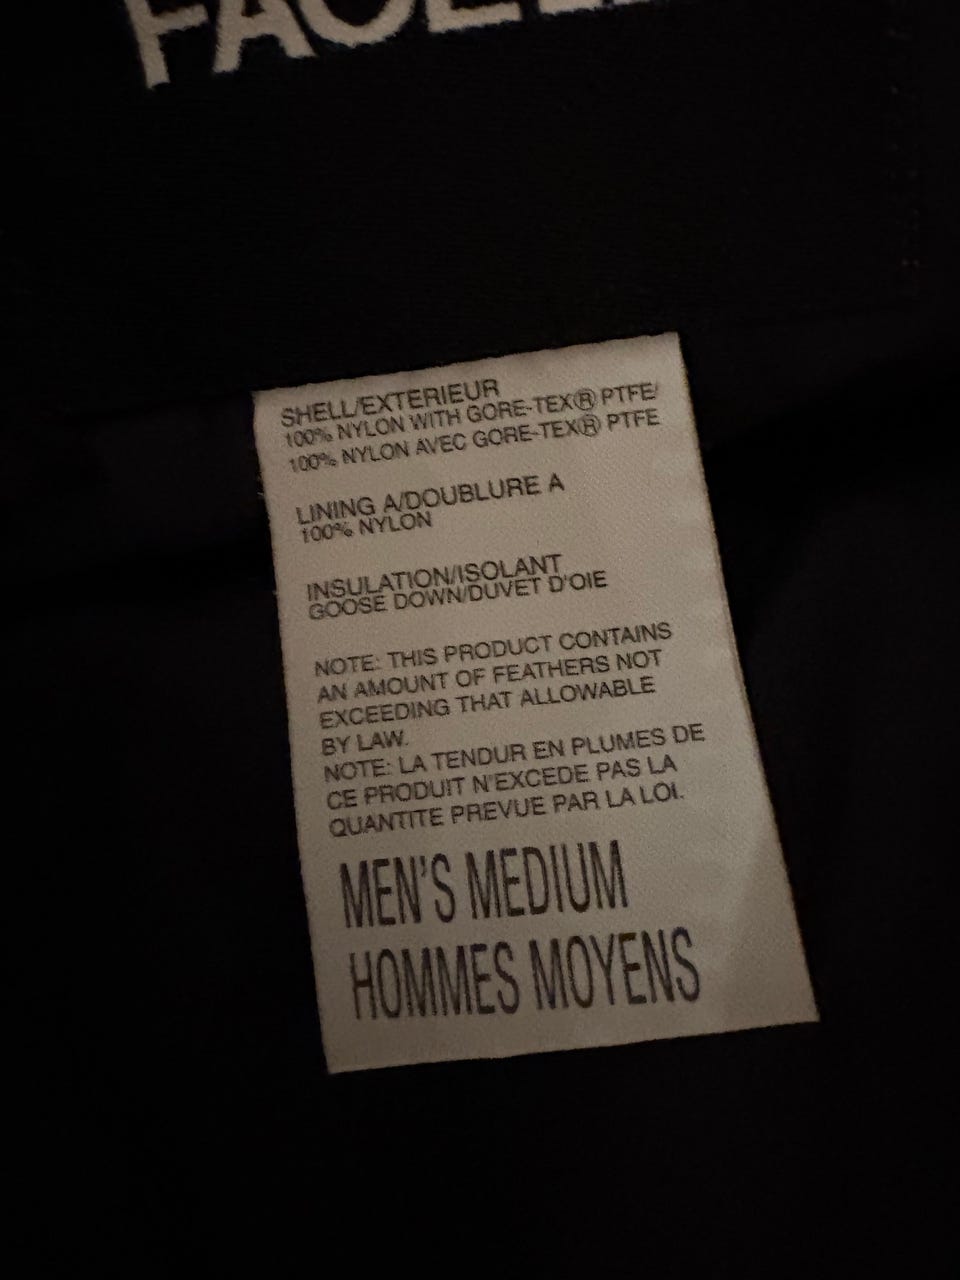 SHELL/EXTERIEUR
100% NYLON WITH GORE-TEX® PTFE/
100% NYLON AVEC GORE-TEX® PTFE
LINING A/DOUBLURE A
100% NYLON
INSULATION/ISOLANT
GOOSE DOWN/DUVET D'OIE
NOTE: THIS PRODUCT CONTAINS
AN AMOUNT OF FEATHERS NOT
EXCEEDING THAT ALLOWABLE
BY LAW.
NOTE: LA TENDUR EN PLUMES DE
CE PRODUIT N'EXCEDE PAS LA
QUANTITE PREVUE PAR LA LOI.
MEN'S MEDIUM
HOMMES MOYENS